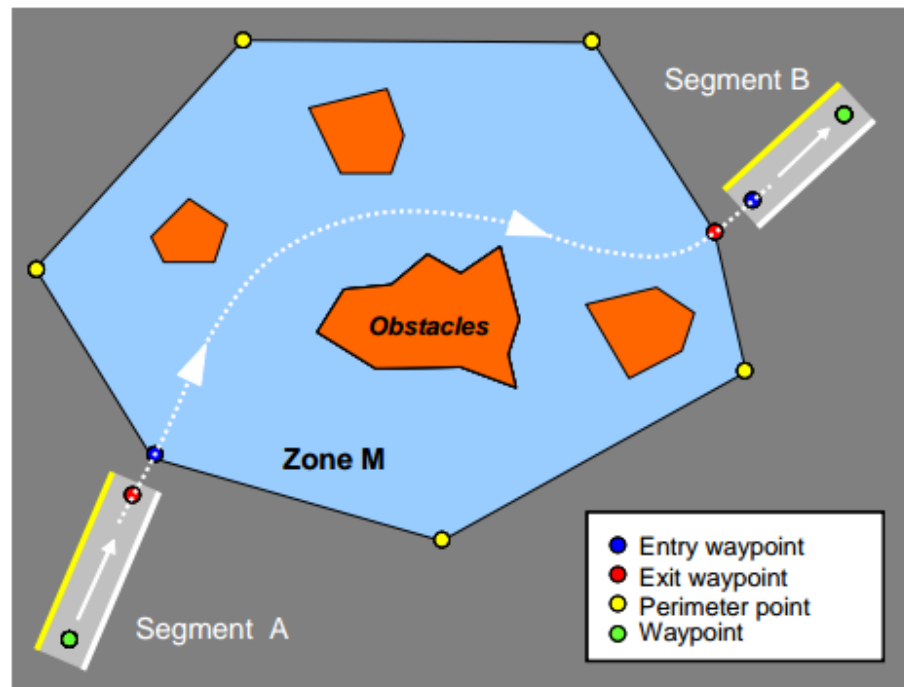 Segment B
Obstacles
Zone M
Segment A
Entry waypoint
Exit waypoint
Perimeter point
Waypoint